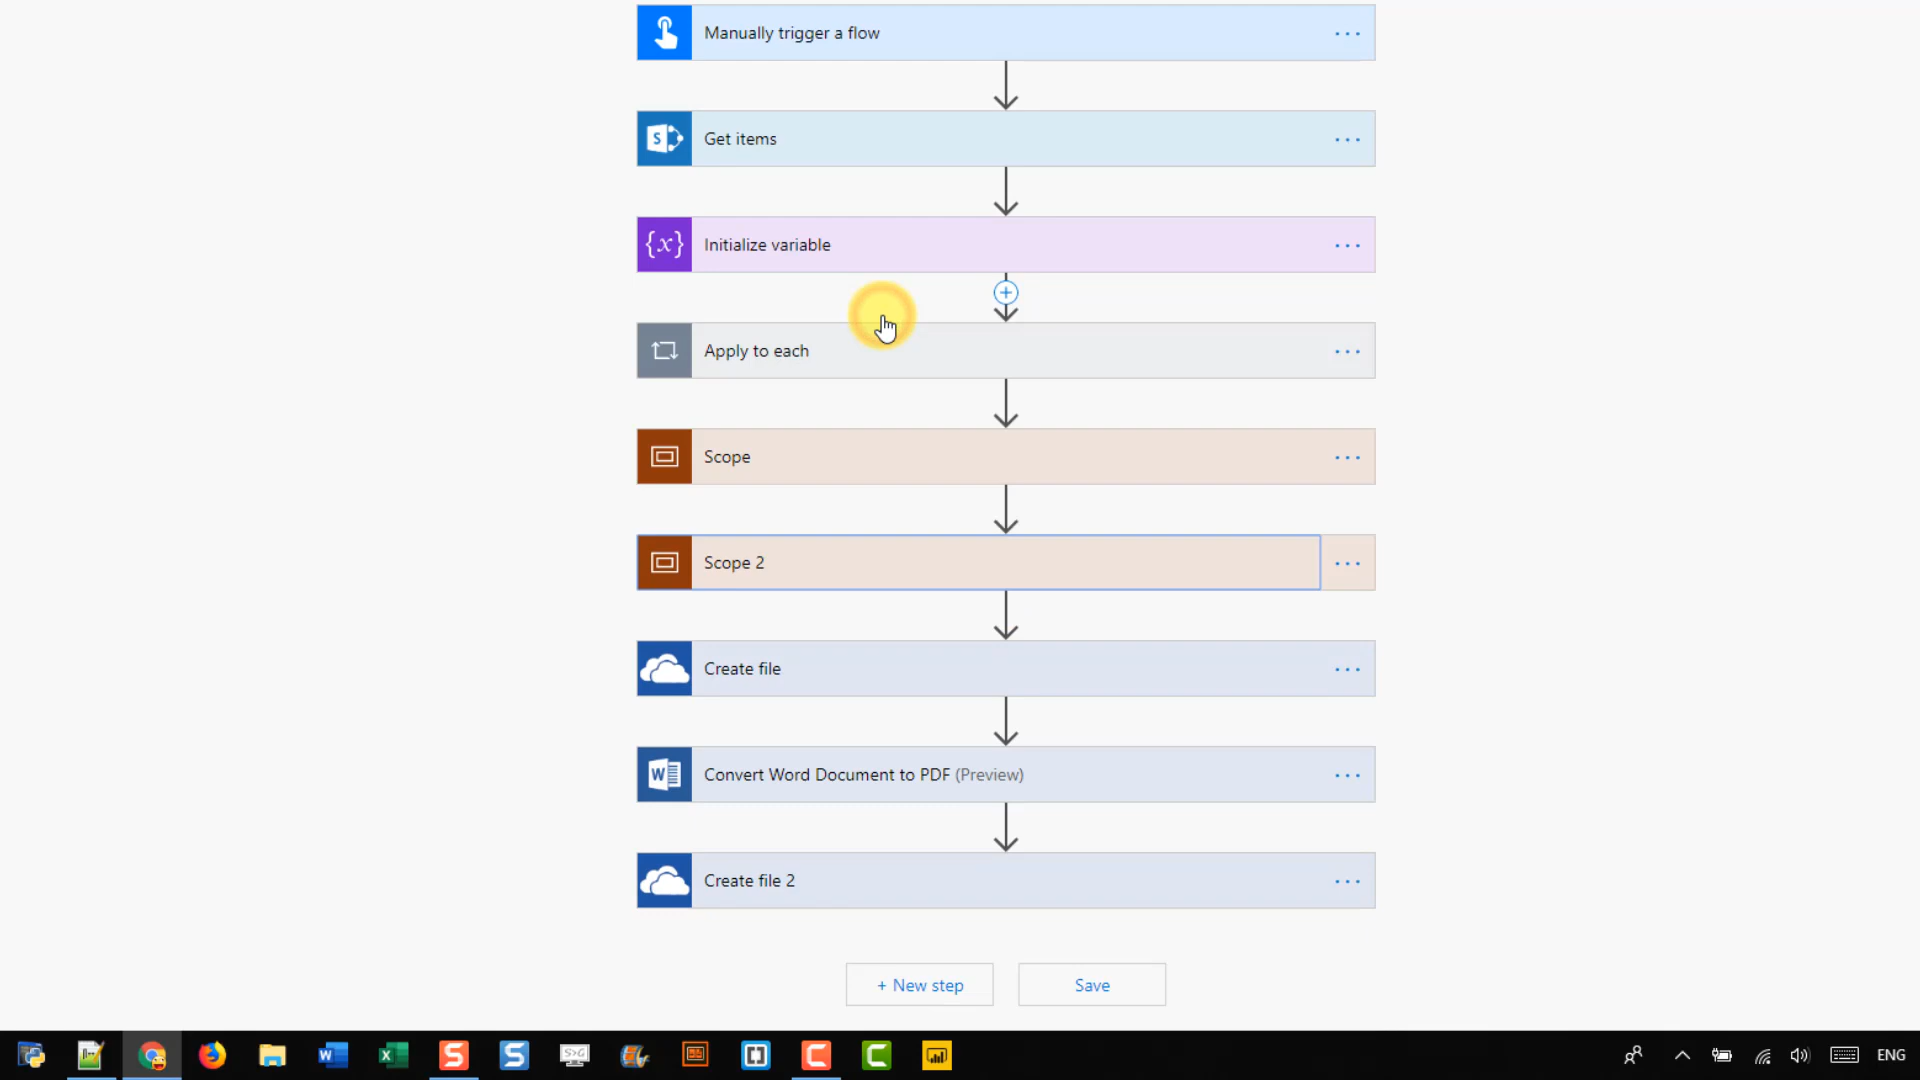 Manually trigger a flow
S
Get items
{x}
Initialize variable
Apply to each
Scope
Scope 2
Create file
W
Convert Word Document to PDF (Preview)
Create file 2
+ New step
Save
ENG